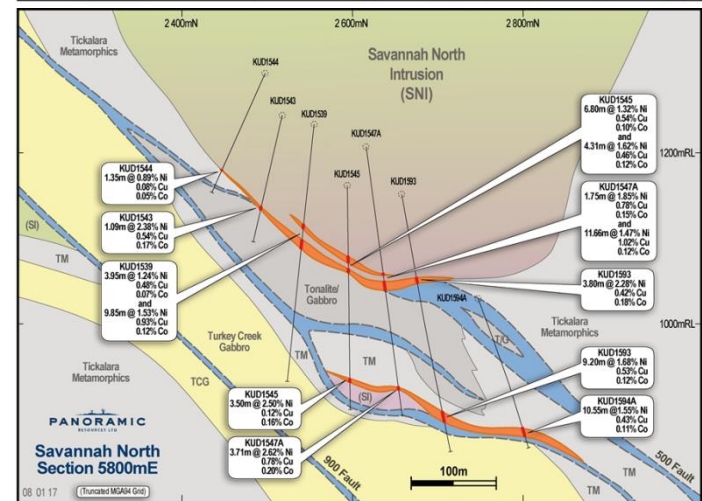 2 400mN
2 600mN
2 800mN
Tickalara
Metamorphics
Savannah North
Intrusion
(SNI)
KUD1544
KUD1543
KUD1539
KUD1547A
KUD1545
KUD1593
KUD1545
6.80m @ 1.32% Ni
0.54% Cu
0.10% Co
and
4.31m @ 1.62% Ni
0.46% Cu
0.12% Co
1200mRL
KUD1544
1.35m @ 0.89% Ni
0.08% Cu
0.05% Co
KUD1547A
1.75m @ 1.85% Ni
0.78% Cu
0.15% Co
and
11.66m @ 1.47% Ni
1.02% Cu
0.12% Co
KUD1543
1.09m @ 2.38% Ni
0.54% Cu
0.17% Co
(SI)
TM
KUD1539
3.95m @ 1.24% Ni
0.48% Cu
0.07% Co
and
9.85m @ 1.53% Ni
0.93% Cu
0.12% Co
KUD1593
3.80m @ 2.28% Ni
0.42% Cu
0.18% Co
Tonalite/
Gabbro
KUD1594A
1000mRL
Tickalara
Metamorphics
T/G
Turkey Creek
Gabbro
TM
TM
Tickalara
Metamorphics
TCG
KUD1593
9.20m @ 1.68% Ni
0.53% Cu
0.12% Co
(SI)
KUD1545
3.50m @ 2.50% Ni
0.12% Cu
0.16% Co
KUD1594A
10.55m @1.55% Ni
0.43% Cu
0.11% Co
PANORAMIC
RESOURCES LTD
KUD1547A
3.71m @ 2.62% Ni
0.78% Cu
0.20% Co
Savannah North
Section 5800mE
900 Fault
500 Fault
100m
TM
TM
TM
08 01 17
(Truncated MGA94 Grid)